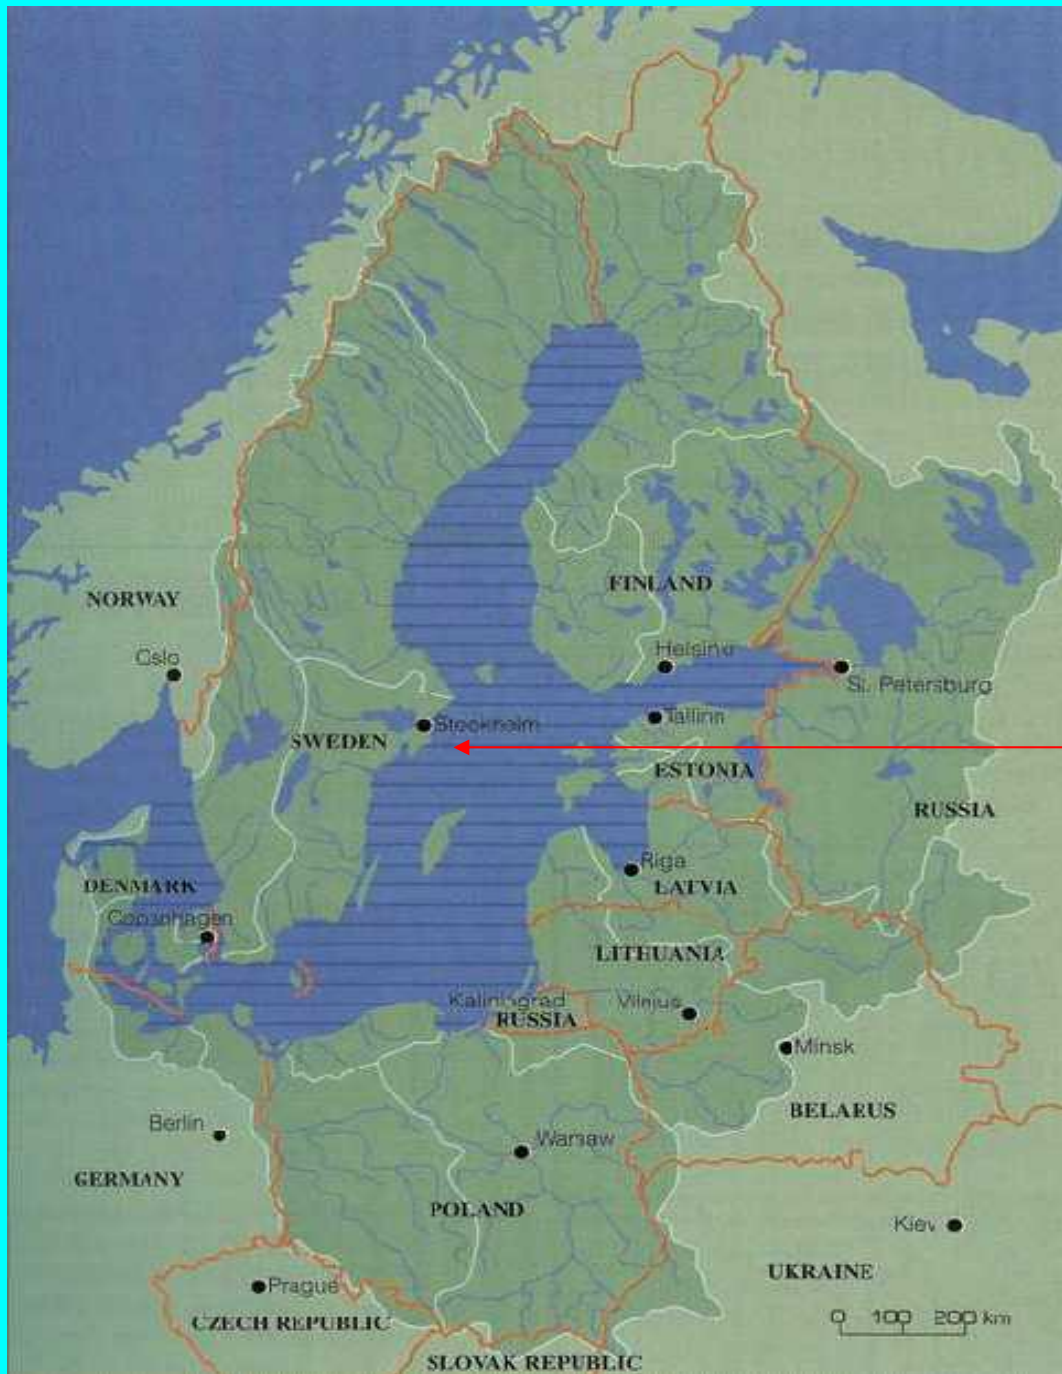 FINLAND
NORWAY
Helsinki
Oslo
St. Petersburg
Tallinn
Stockholm
SWEDEN
ESTONIA
RUSSIA
Riga
DENMARK
LATVIA
Copenhagen
LITHUANIA
Kaliningrad
Vilnius
RUSSIA
Minsk
BELARUS
Berlin
Warsaw
GERMANY
POLAND
Kiev
UKRAINE
Prague
0 100 200 km
CZECH REPUBLIC
SLOVAK REPUBLIC